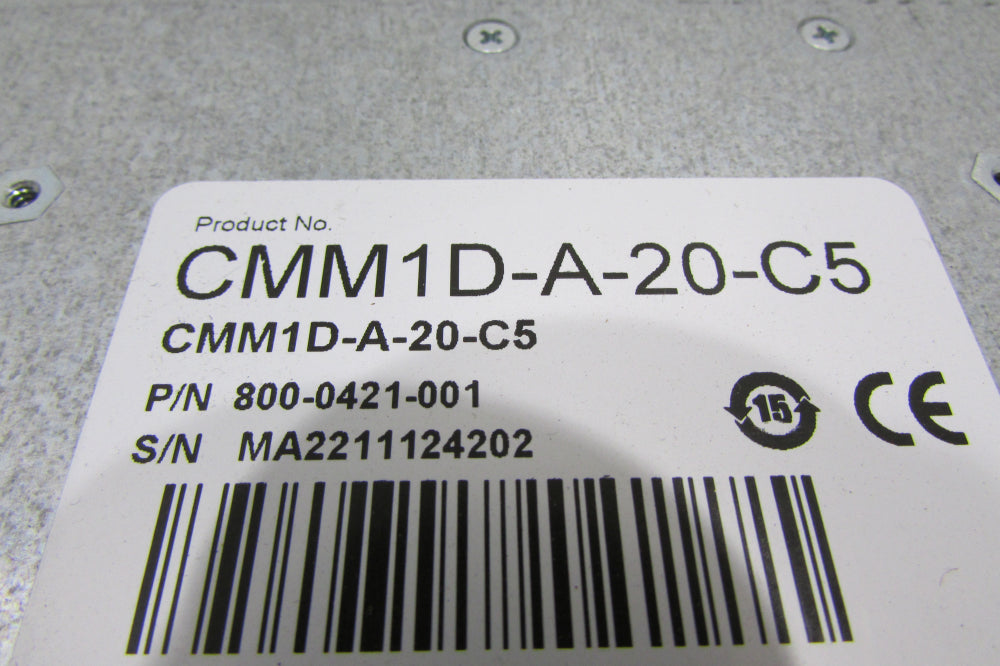 Product No.
CMM1D-A-20-C5
CMM1D-A-20-C5
P/N 800-0421-001
S/N MA2211124202
15
CE